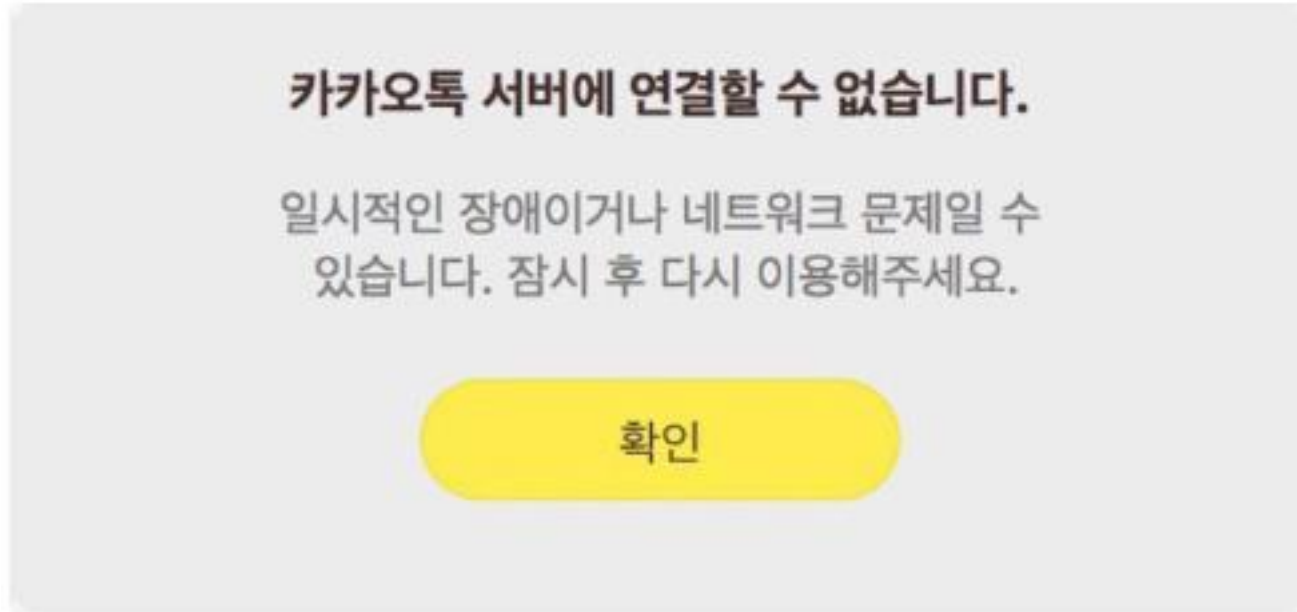 카카오톡 서버에 연결할 수 없습니다.
일시적인 장애이거나 네트워크 문제일 수
있습니다. 잠시 후 다시 이용해주세요.
확인